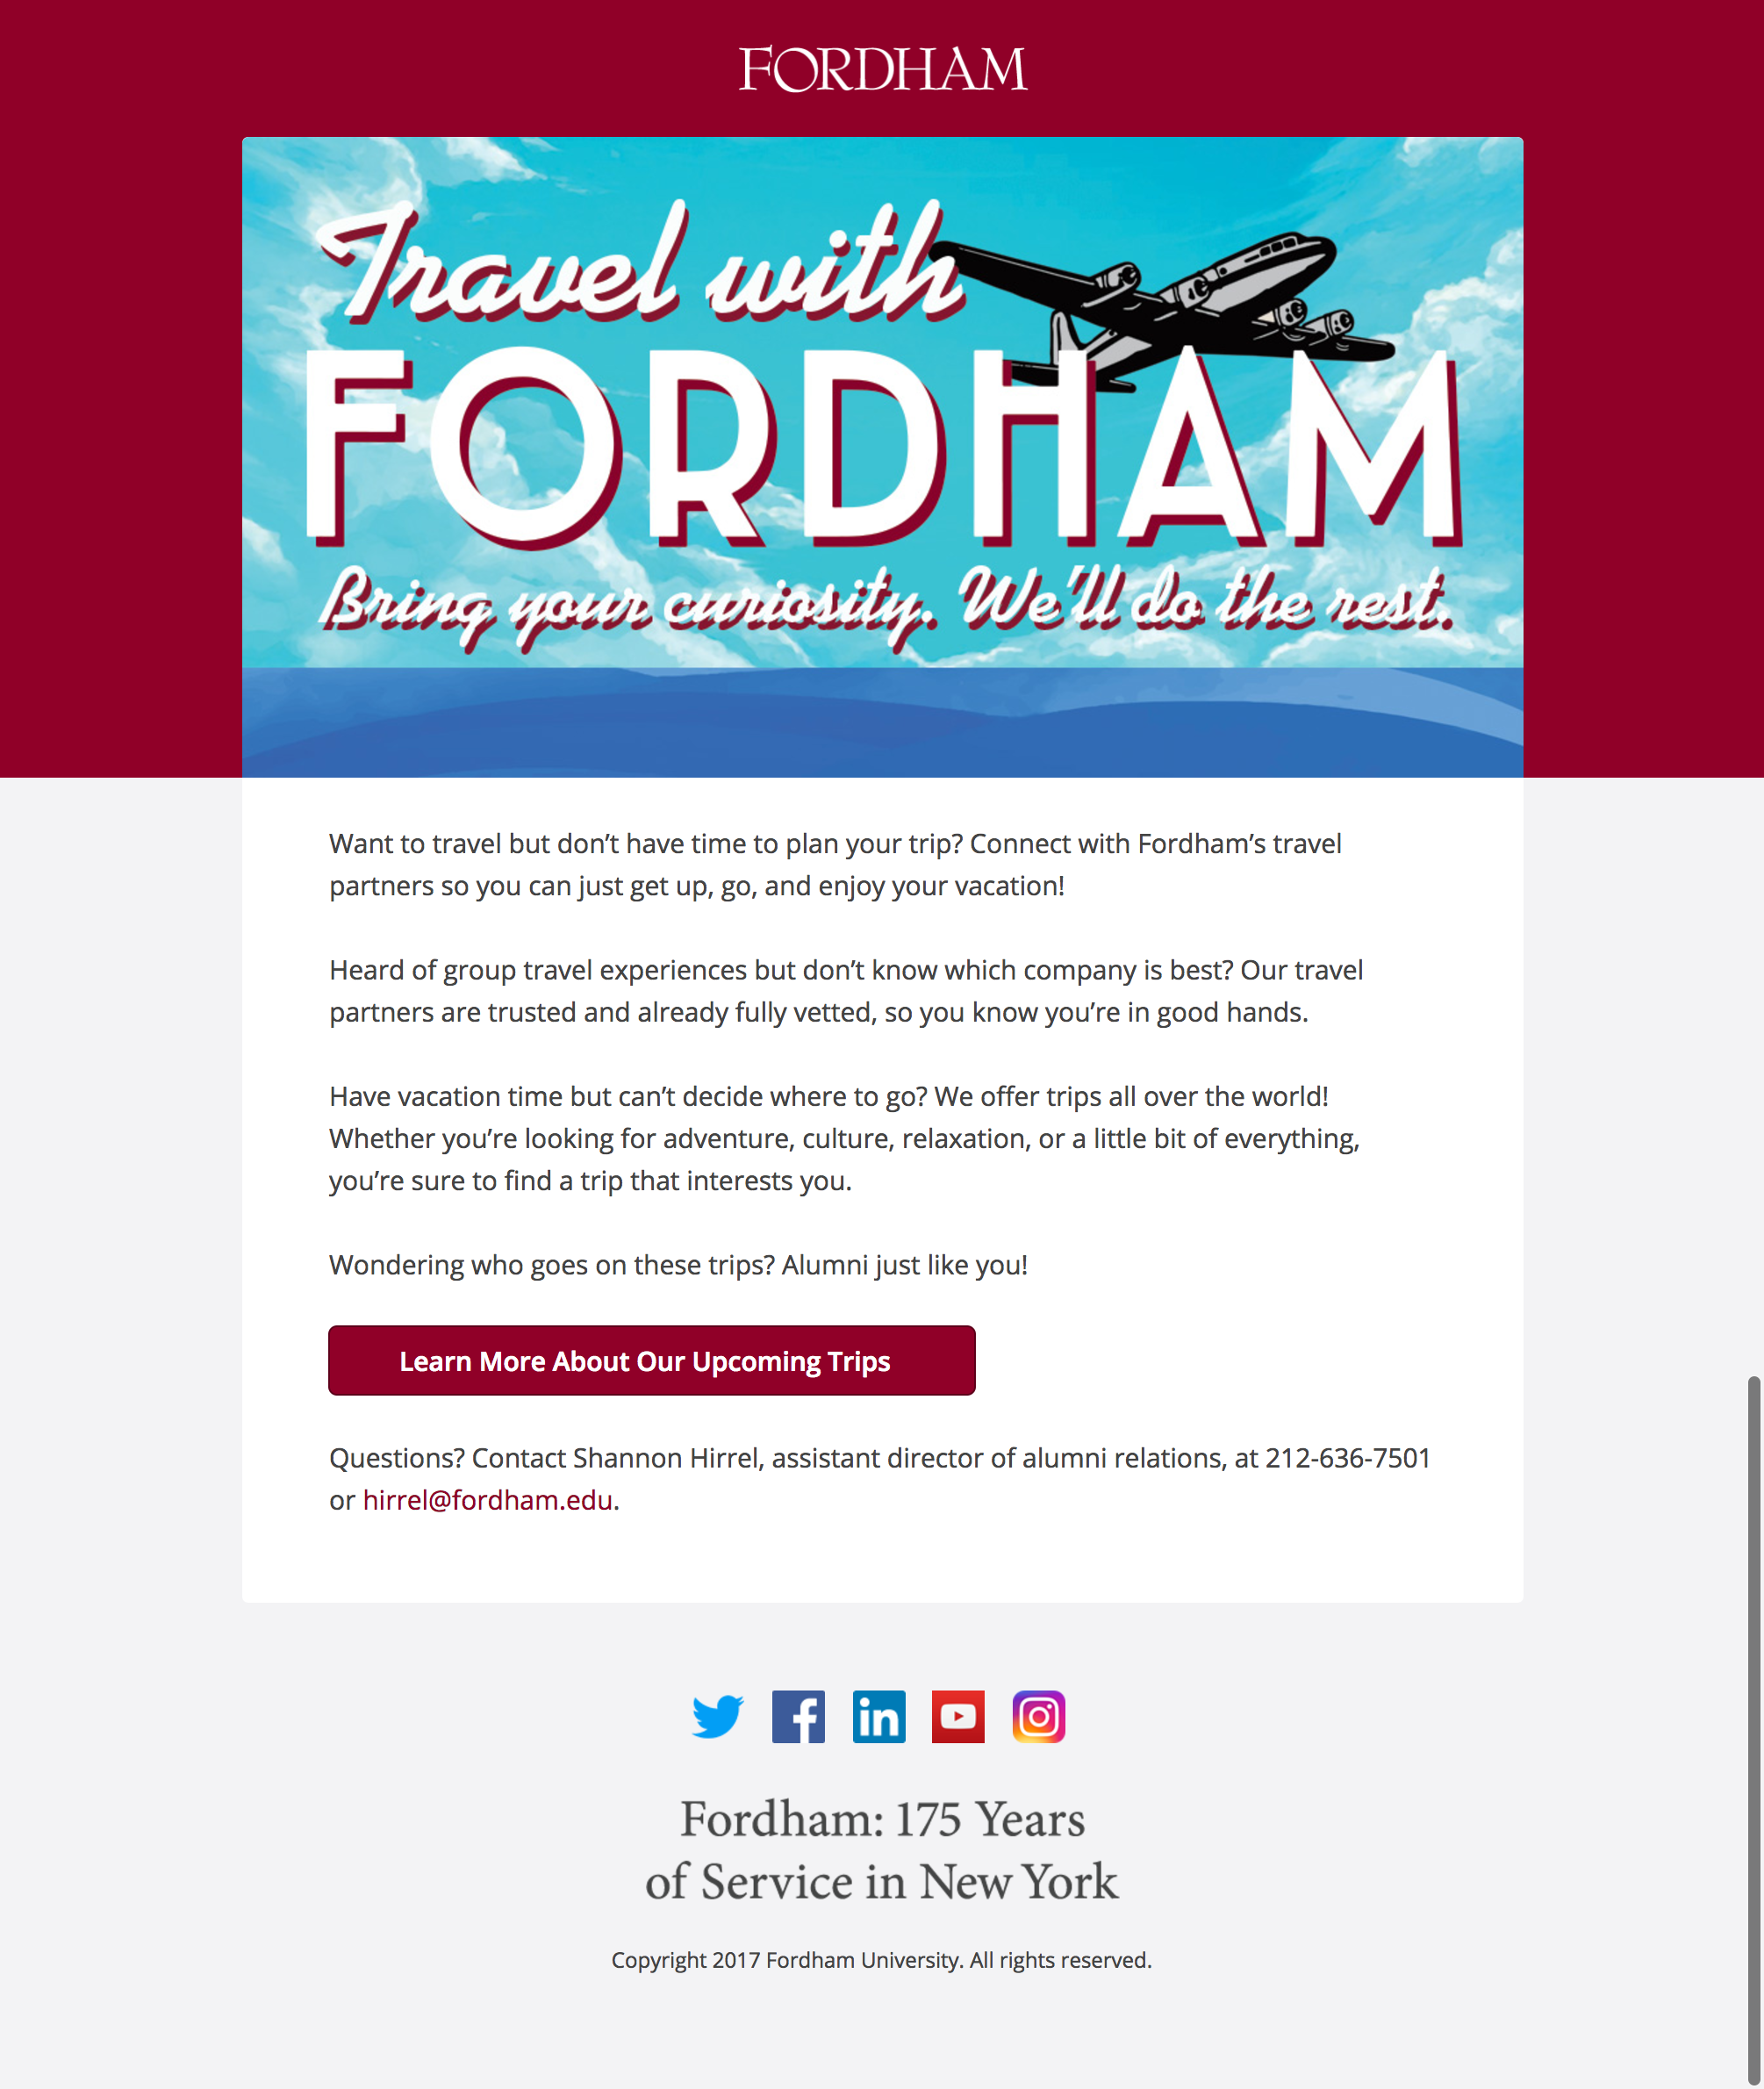 FORDHAM
Travel with
FORDHAM
Bring your curiosity. We'll do the rest.
Want to travel but don’t have time to plan your trip? Connect with Fordham’s travel
partners so you can just get up, go, and enjoy your vacation!
Heard of group travel experiences but don’t know which company is best? Our travel
partners are trusted and already fully vetted, so you know you’re in good hands.
Have vacation time but can’t decide where to go? We offer trips all over the world!
Whether you’re looking for adventure, culture, relaxation, or a little bit of everything,
you’re sure to find a trip that interests you.
Wondering who goes on these trips? Alumni just like you!
Learn More About Our Upcoming Trips
Questions? Contact Shannon Hirrel, assistant director of alumni relations, at 212-636-7501
or hirrel@fordham.edu.
Fordham: 175 Years
of Service in New York
Copyright 2017 Fordham University. All rights reserved.